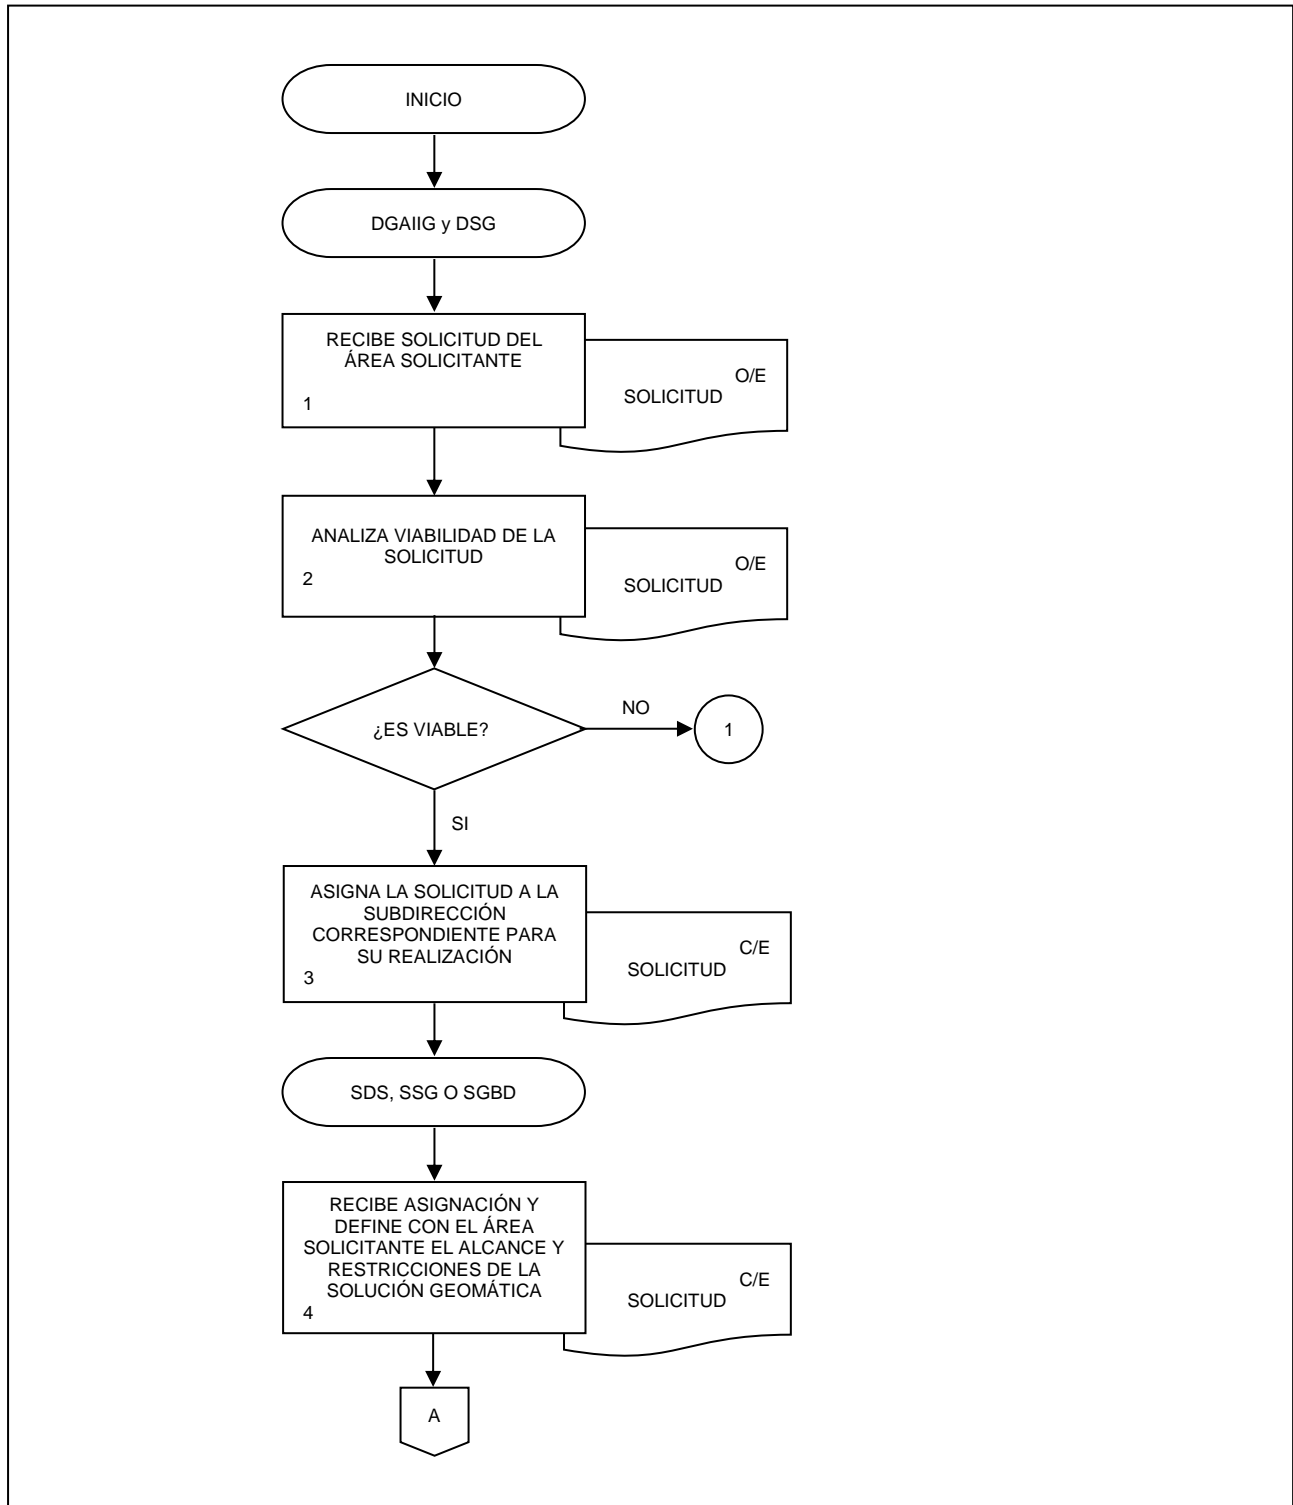 INICIO
DGAIIG y DSG
RECIBE SOLICITUD DEL
ÁREA SOLICITANTE
1
O/E
SOLICITUD
ANALIZA VIABILIDAD DE LA
SOLICITUD
2
O/E
SOLICITUD
¿ES VIABLE?
NO
1
SI
ASIGNA LA SOLICITUD A LA
SUBDIRECCIÓN
CORRESPONDIENTE PARA
SU REALIZACIÓN
3
C/E
SOLICITUD
SDS, SSG O SGBD
RECIBE ASIGNACIÓN Y
DEFINE CON EL ÁREA
SOLICITANTE EL ALCANCE Y
RESTRICCIONES DE LA
SOLUCIÓN GEOMÁTICA
4
C/E
SOLICITUD
A